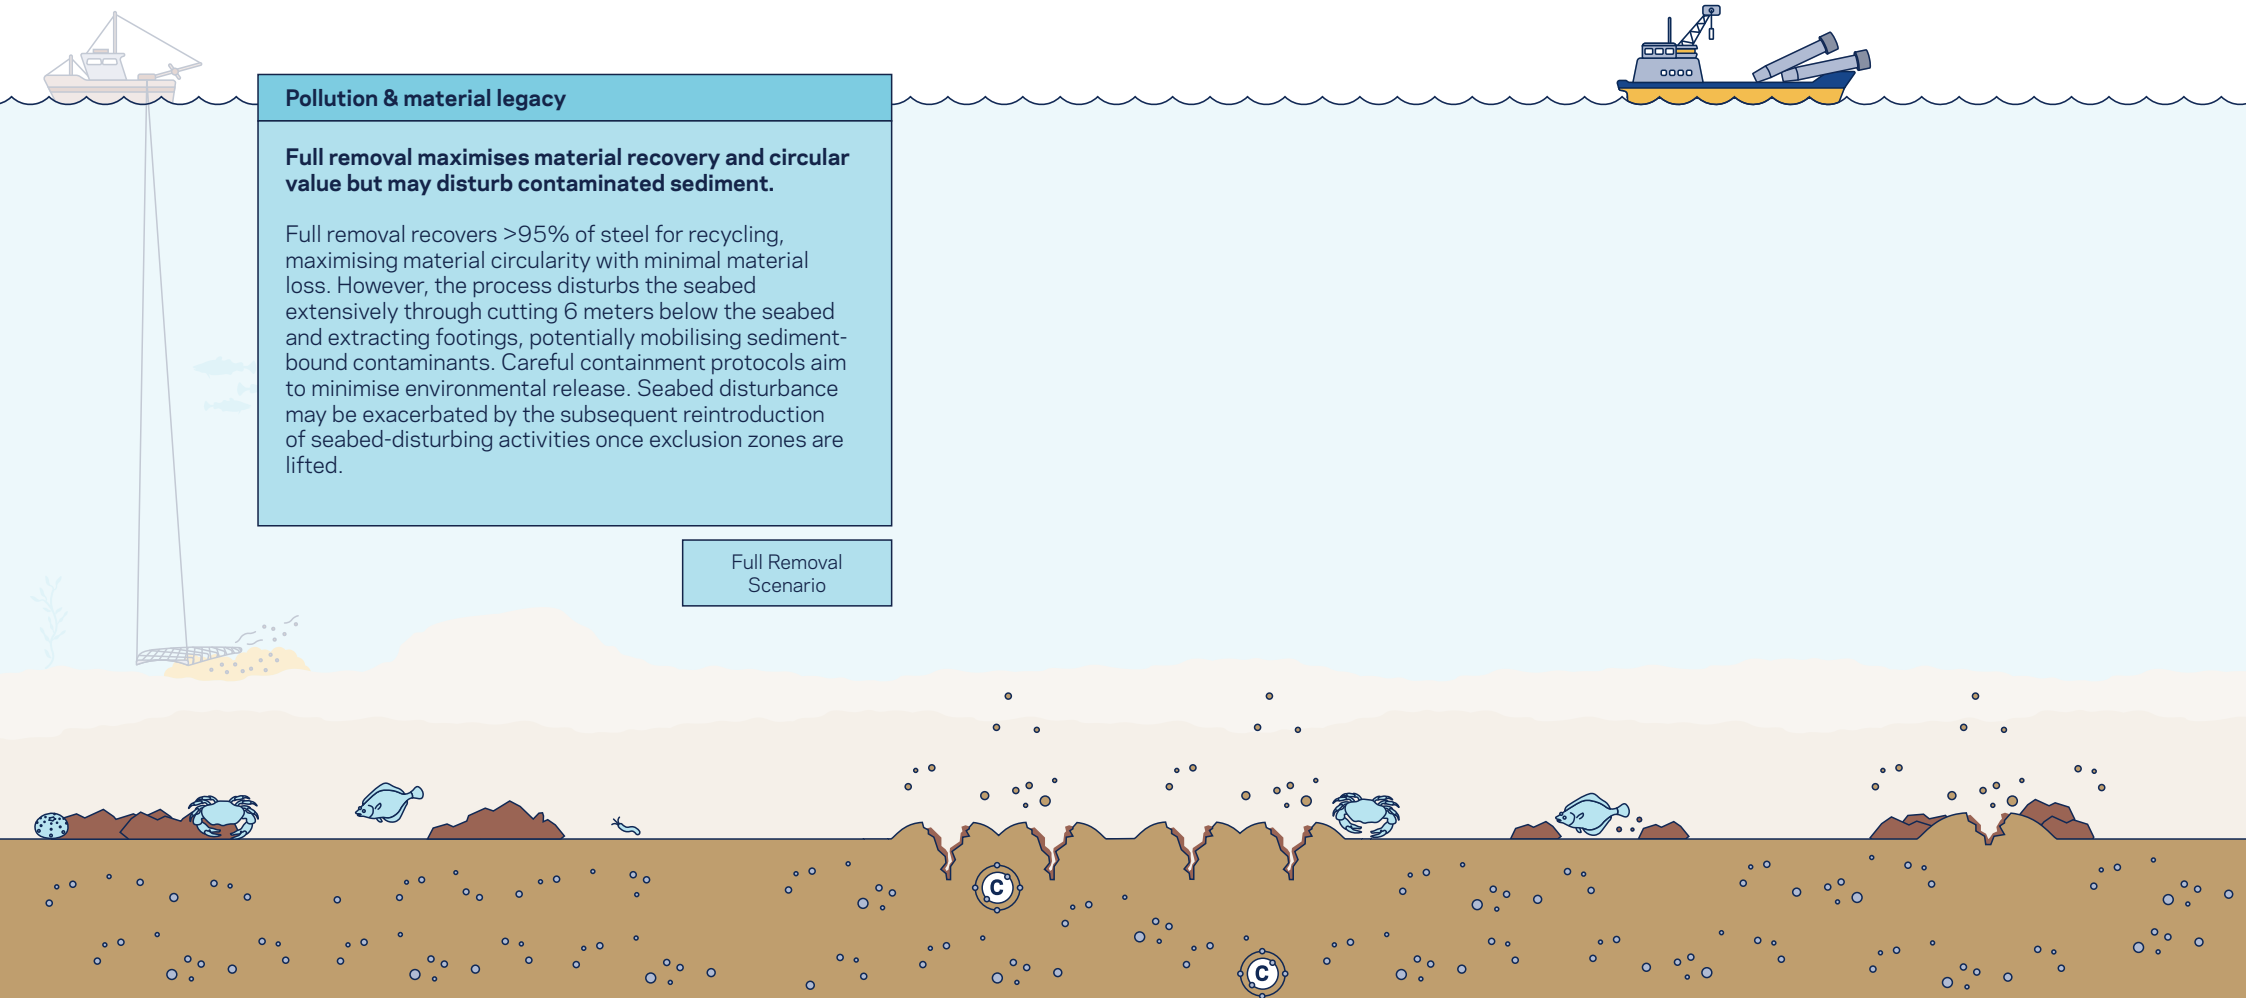 Pollution & material legacy
Full removal maximises material recovery and circular
value but may disturb contaminated sediment.
Full removal recovers >95% of steel for recycling,
maximising material circularity with minimal material
loss. However, the process disturbs the seabed
extensively through cutting 6 meters below the seabed
and extracting footings, potentially mobilising sediment-
bound contaminants. Careful containment protocols aim
to minimise environmental release. Seabed disturbance
may be exacerbated by the subsequent reintroduction
of seabed-disturbing activities once exclusion zones are
lifted.
Full Removal
Scenario
C
C